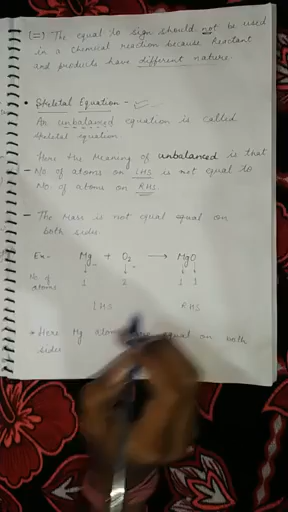 (=) The equal to sign should not be used
in a chemical reaction because Reactant
and products have different nature.
• Skeletal Equation -
An unbalanced equation is called
skeletal equation.
Here the meaning of unbalanced is that
- No. of atoms on LHS is not equal to
No. of atoms on RHS.
- The Mass is not equal equal on
both sides.
Ex:- Mg + O2 → MgO
No of atoms 1 2 1 1
LHS RHS
• Here Mg atoms are equal on both
sides